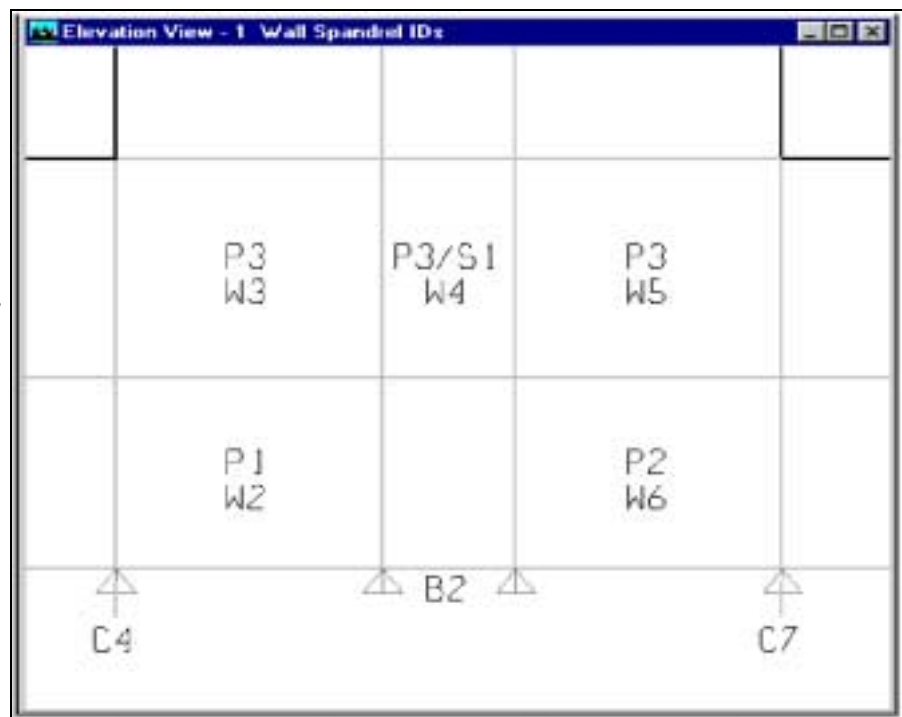 Elevation View - 1 Wall Spandrel IDs
P3 P3/S1 P3
W3 W4 W5
P1 P2
W2 W6
B2
C4 C7